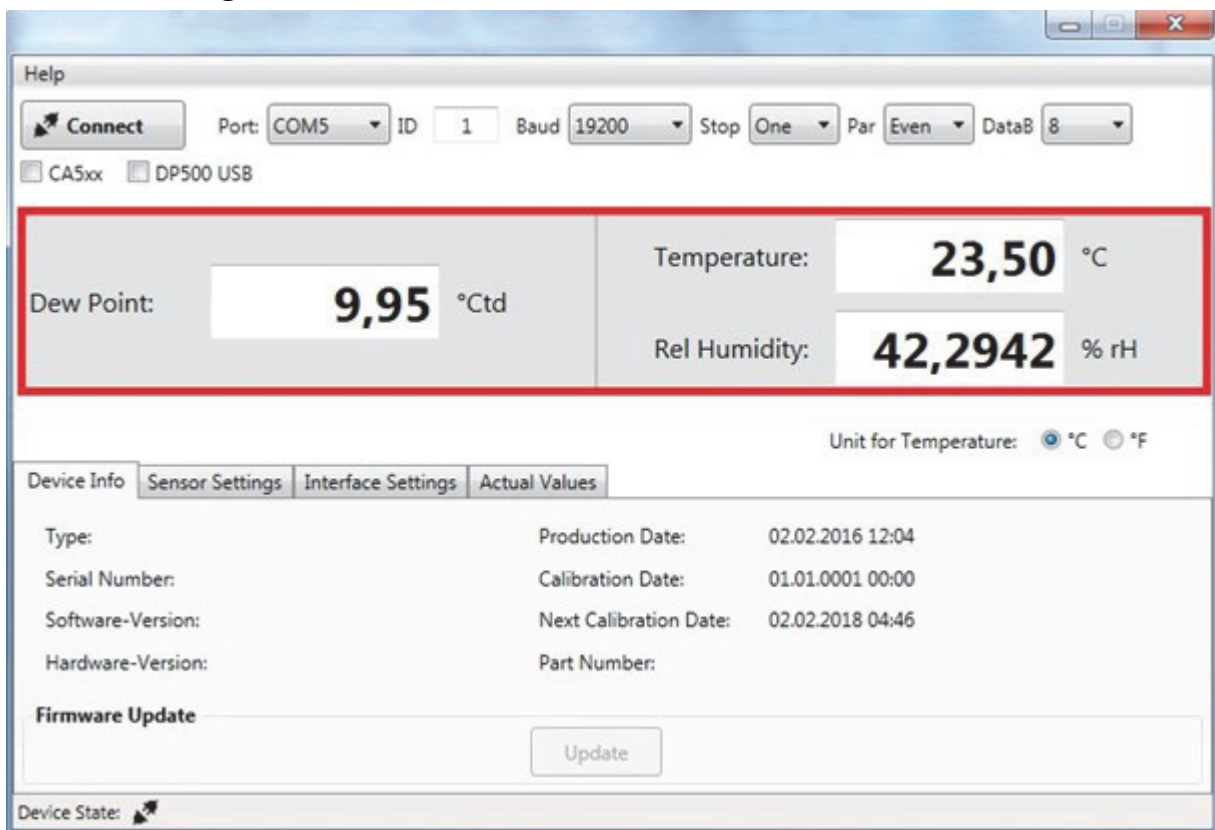 Help
Connect Port: COM5 ID 1 Baud 19200 Stop One Par Even DataB 8
CA5xx DP500 USB
Temperature: 23,50 °C
Dew Point: 9,95 °Ctd
Rel Humidity: 42,2942 % rH
Unit for Temperature: °C °F
Device Info Sensor Settings Interface Settings Actual Values
Type: Production Date: 02.02.2016 12:04
Serial Number: Calibration Date: 01.01.0001 00:00
Software-Version: Next Calibration Date: 02.02.2018 04:46
Hardware-Version: Part Number:
Firmware Update
Update
Device State: